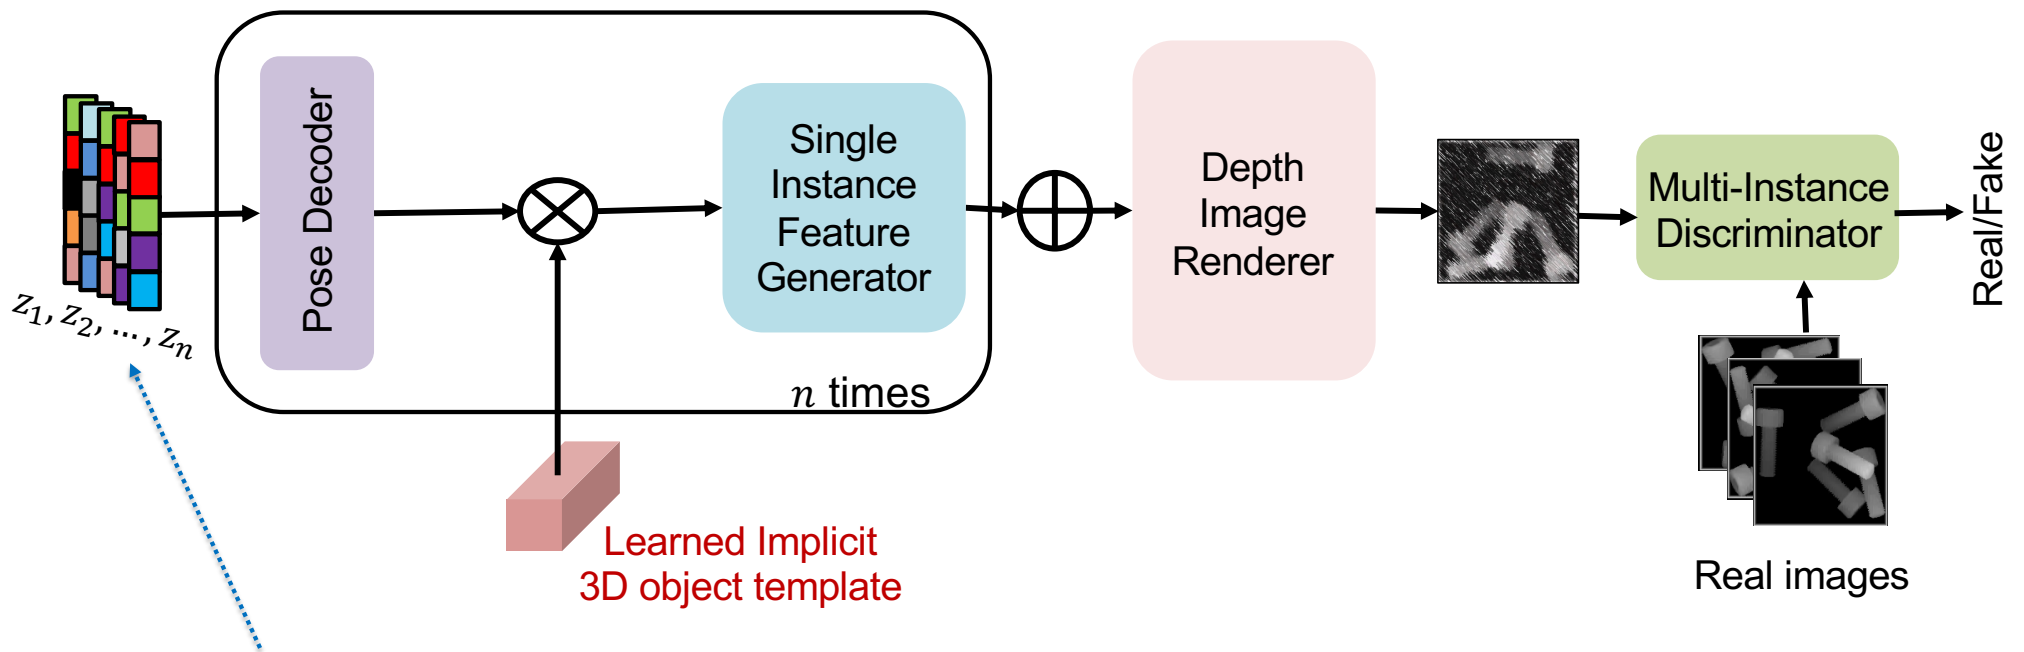 z₁, z₂, ..., zₙ
Pose Decoder
Single
Instance
Feature
Generator
n times
Learned Implicit
3D object template
Depth
Image
Renderer
Multi-Instance
Discriminator
Real/Fake
Real images